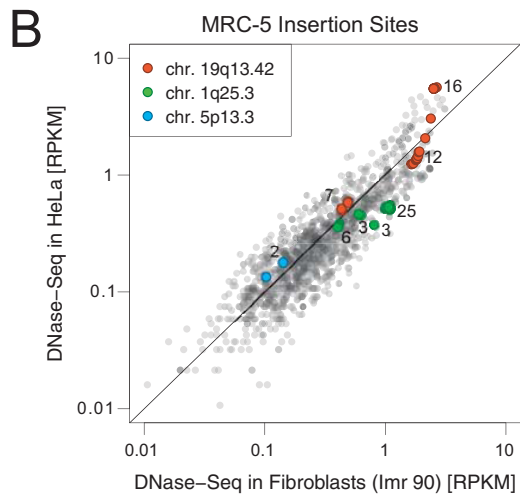 B
MRC-5 Insertion Sites
chr. 19q13.42
chr. 1q25.3
chr. 5p13.3
DNase–Seq in HeLa [RPKM]
10
1
0.1
0.01
16
12
7
25
3
3
6
2
0.01
0.1
1
10
DNase–Seq in Fibroblasts (Imr 90) [RPKM]